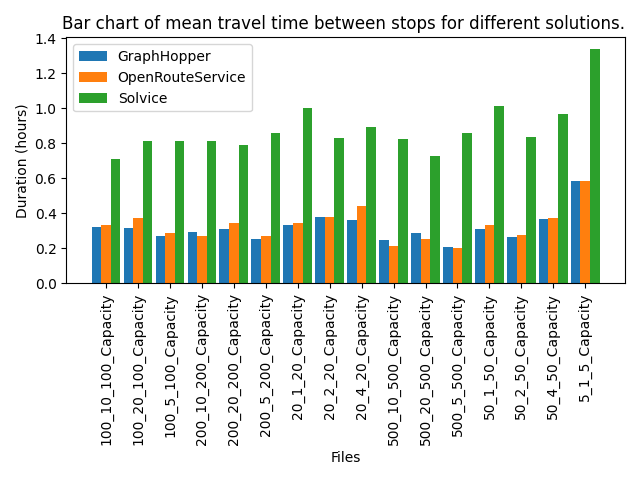 Bar chart of mean travel time between stops for different solutions.
GraphHopper
OpenRouteService
Solvice
Duration (hours)
1.4
1.2
1.0
0.8
0.6
0.4
0.2
0.0
100_10_100_Capacity
100_20_100_Capacity
100_5_100_Capacity
200_10_200_Capacity
200_20_200_Capacity
200_5_200_Capacity
20_1_20_Capacity
20_2_20_Capacity
20_4_20_Capacity
500_10_500_Capacity
500_20_500_Capacity
500_5_500_Capacity
50_1_50_Capacity
50_2_50_Capacity
50_4_50_Capacity
5_1_5_Capacity
Files